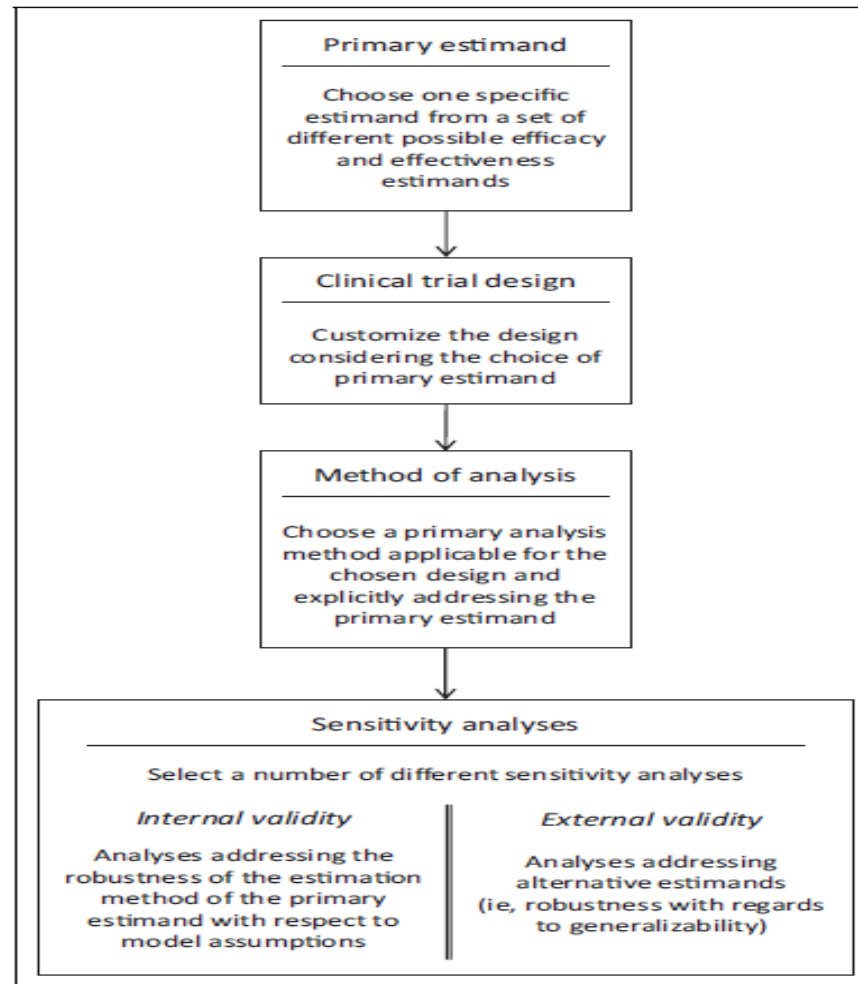 Primary estimand
Choose one specific
estimand from a set of
different possible efficacy
and effectiveness
estimands
Clinical trial design
Customize the design
considering the choice of
primary estimand
Method of analysis
Choose a primary analysis
method applicable for the
chosen design and
explicitly addressing the
primary estimand
Sensitivity analyses
Select a number of different sensitivity analyses
Internal validity
Analyses addressing the
robustness of the estimation
method of the primary
estimand with respect to
model assumptions
External validity
Analyses addressing
alternative estimands
(ie, robustness with regards
to generalizability)